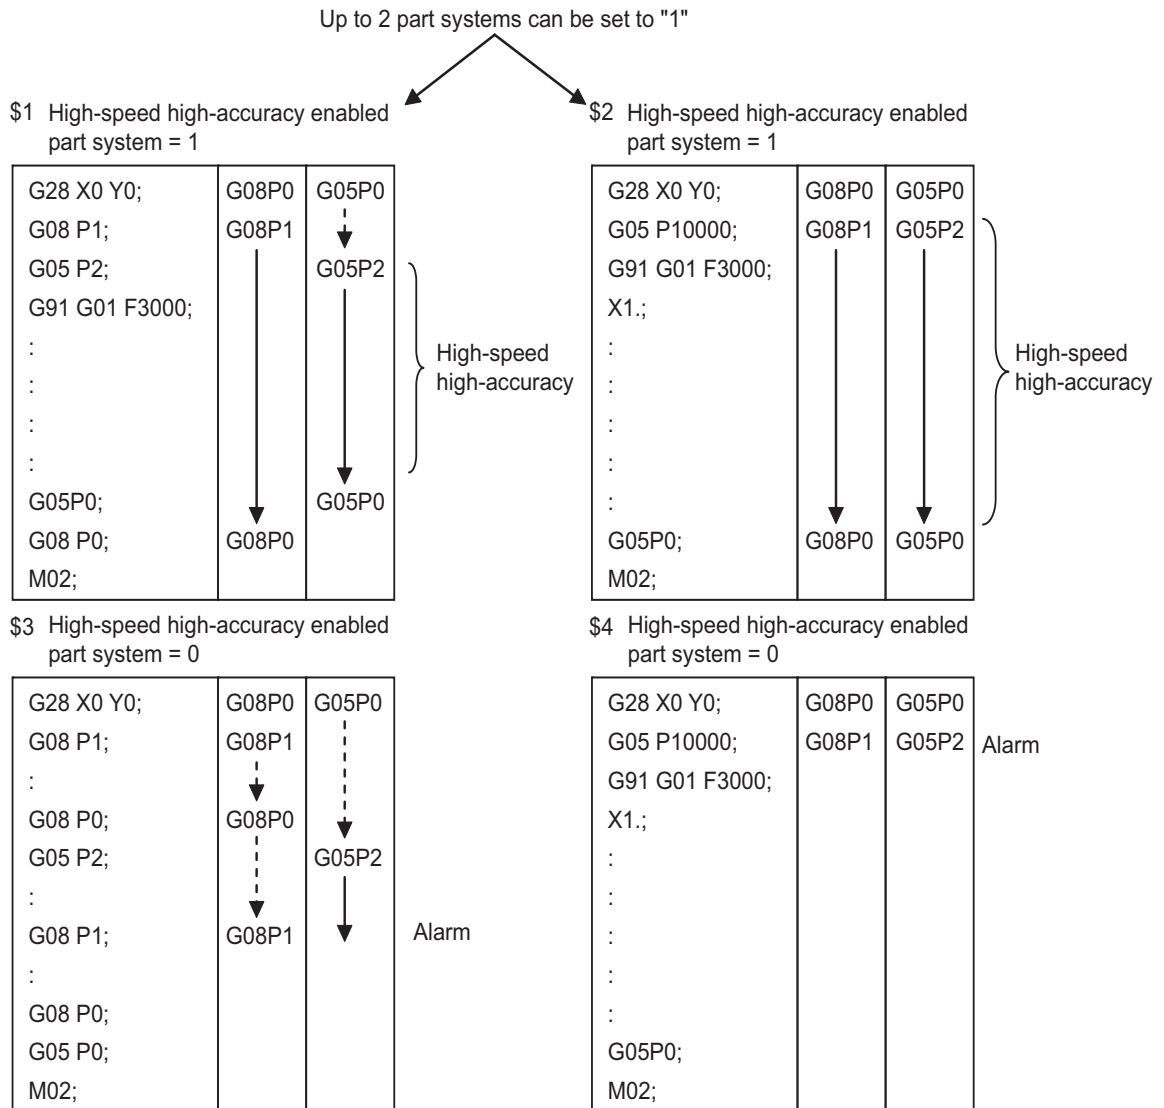 Up to 2 part systems can be set to "1"
$1 High-speed high-accuracy enabled
part system = 1
G28 X0 Y0; G08P0 G05P0
G08 P1; G08P1
G05 P2; G05P2
G91 G01 F3000;
:
:
:
:
High-speed
high-accuracy
G05P0; G05P0
G08 P0; G08P0
M02;
$2 High-speed high-accuracy enabled
part system = 1
G28 X0 Y0; G08P0 G05P0
G05 P10000; G08P1 G05P2
G91 G01 F3000;
X1.;
:
:
:
:
:
High-speed
high-accuracy
G05P0; G08P0 G05P0
M02;
$3 High-speed high-accuracy enabled
part system = 0
G28 X0 Y0; G08P0 G05P0
G08 P1; G08P1
:
G08 P0; G08P0
G05 P2; G05P2
:
G08 P1; G08P1 Alarm
:
G08 P0;
G05 P0;
M02;
$4 High-speed high-accuracy enabled
part system = 0
G28 X0 Y0; G08P0 G05P0
G05 P10000; G08P1 G05P2 Alarm
G91 G01 F3000;
X1.;
:
:
:
:
:
G05P0;
M02;